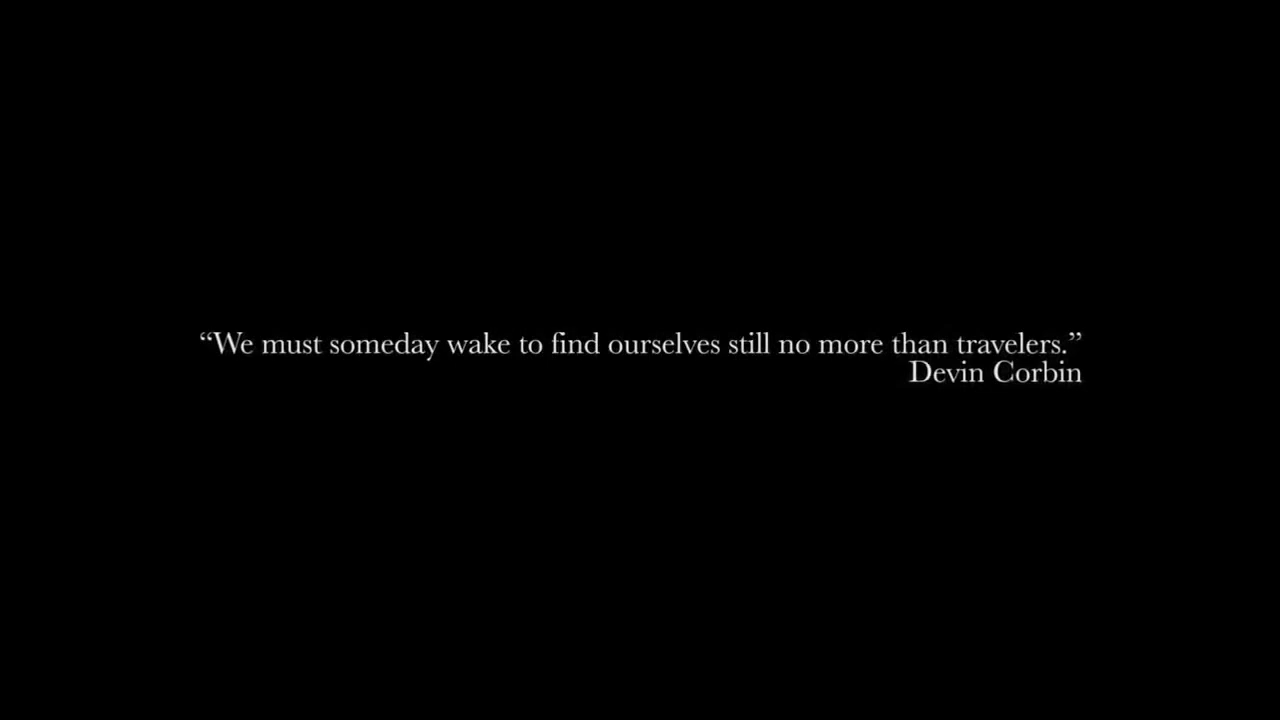 “We must someday wake to find ourselves still no more than travelers.”
Devin Corbin